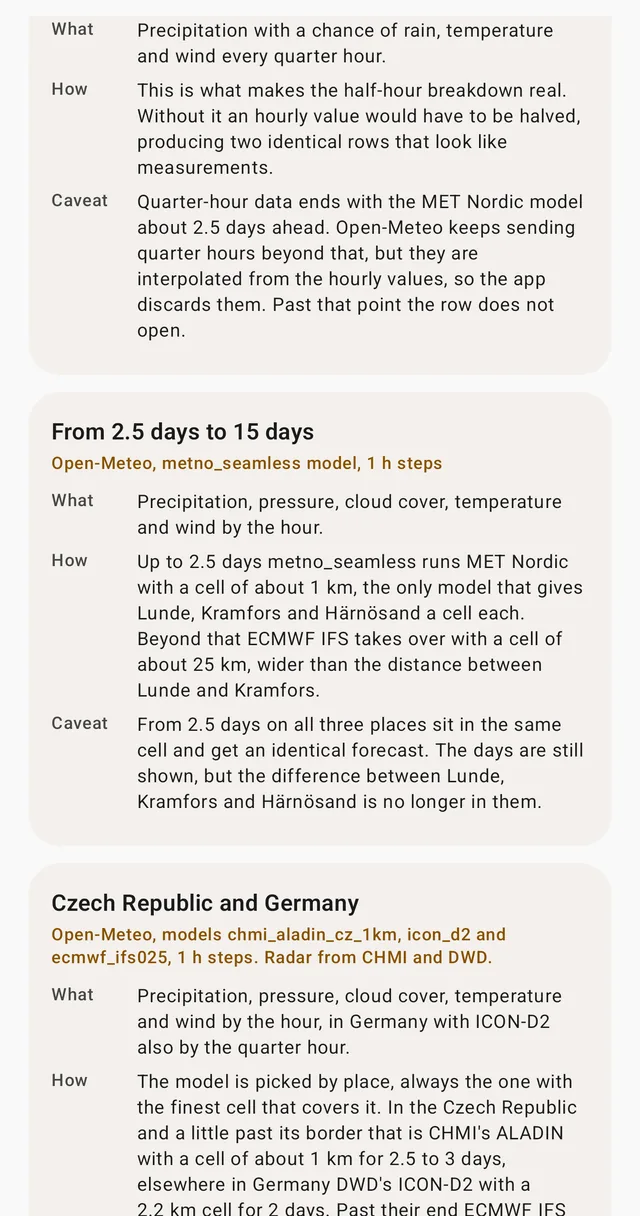 What
Precipitation with a chance of rain, temperature
and wind every quarter hour.
How
This is what makes the half-hour breakdown real.
Without it an hourly value would have to be halved,
producing two identical rows that look like
measurements.
Caveat
Quarter-hour data ends with the MET Nordic model
about 2.5 days ahead. Open-Meteo keeps sending
quarter hours beyond that, but they are
interpolated from the hourly values, so the app
discards them. Past that point the row does not
open.
From 2.5 days to 15 days
Open-Meteo, metno_seamless model, 1 h steps
What
Precipitation, pressure, cloud cover, temperature
and wind by the hour.
How
Up to 2.5 days metno_seamless runs MET Nordic
with a cell of about 1 km, the only model that gives
Lunde, Kramfors and Härnösand a cell each.
Beyond that ECMWF IFS takes over with a cell of
about 25 km, wider than the distance between
Lunde and Kramfors.
Caveat
From 2.5 days on all three places sit in the same
cell and get an identical forecast. The days are still
shown, but the difference between Lunde,
Kramfors and Härnösand is no longer in them.
Czech Republic and Germany
Open-Meteo, models chmi_aladin_cz_1km, icon_d2 and
ecmwf_ifs025, 1 h steps. Radar from CHMI and DWD.
What
Precipitation, pressure, cloud cover, temperature
and wind by the hour, in Germany with ICON-D2
also by the quarter hour.
How
The model is picked by place, always the one with
the finest cell that covers it. In the Czech Republic
and a little past its border that is CHMI's ALADIN
with a cell of about 1 km for 2.5 to 3 days,
elsewhere in Germany DWD's ICON-D2 with a
2.2 km cell for 2 days. Past their end ECMWF IFS